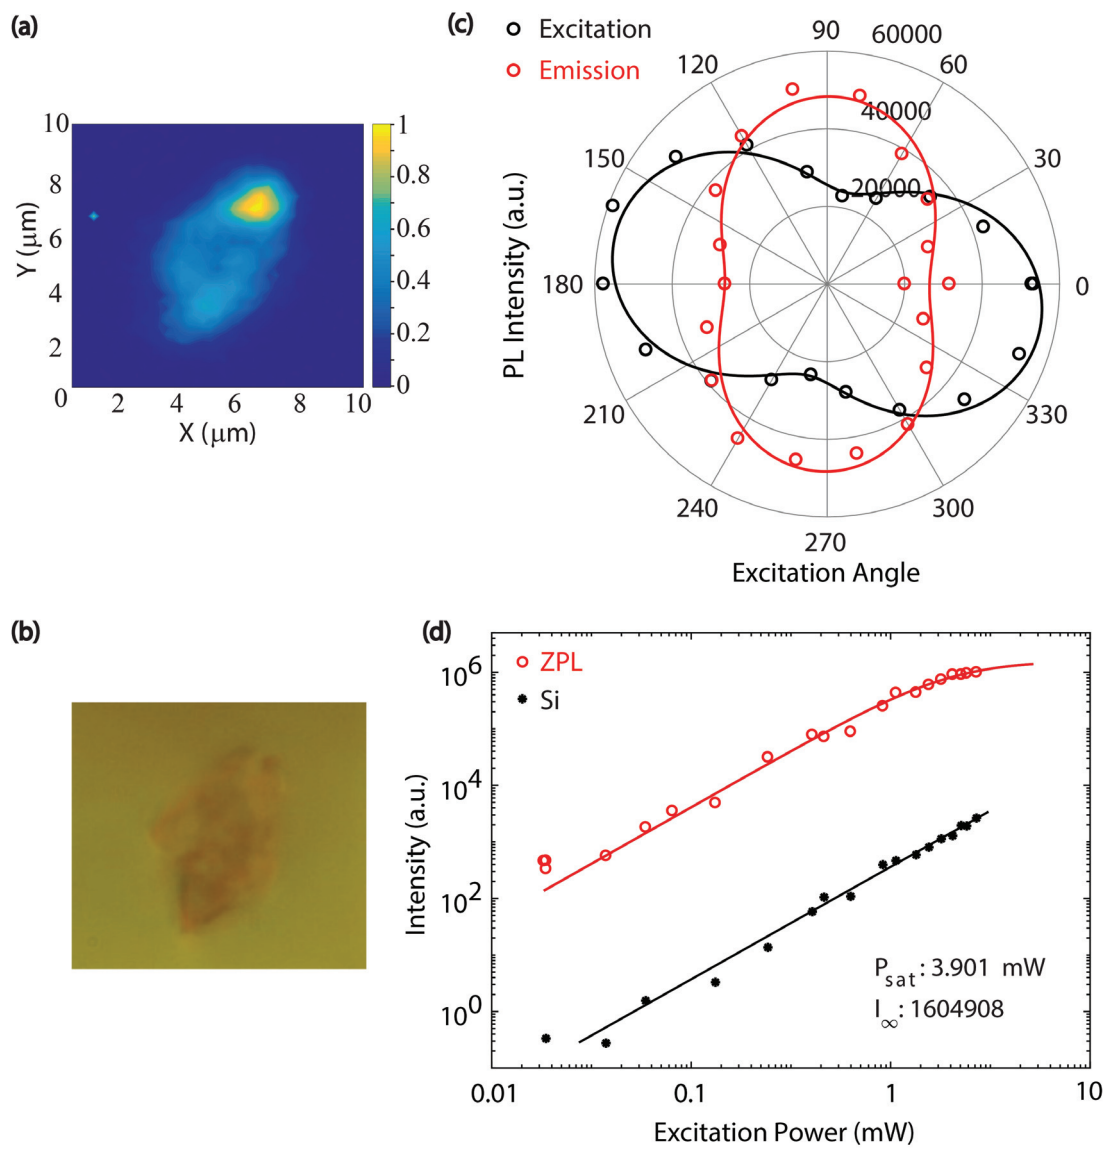 (a)
10
8
6
4
2
0
2
4
6
8
10
Y (μm)
X (μm)
1
0.8
0.6
0.4
0.2
0
(c)
Excitation
Emission
90
60000
60
120
40000
150
30
20000
180
0
210
330
240
300
270
PL Intensity (a.u.)
Excitation Angle
(b)
(d)
ZPL
Si
10^6
10^4
10^2
10^0
Intensity (a.u.)
P_sat : 3.901 mW
I_∞: 1604908
0.01
0.1
1
10
Excitation Power (mW)